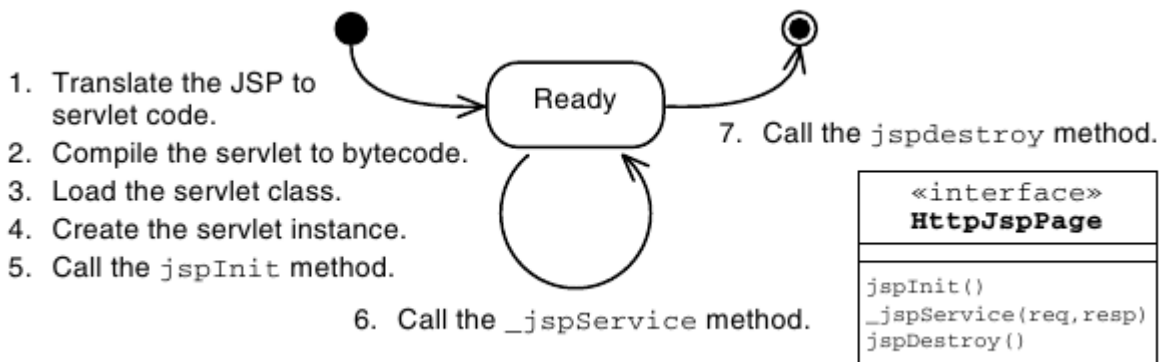 1. Translate the JSP to
servlet code.
2. Compile the servlet to bytecode.
3. Load the servlet class.
4. Create the servlet instance.
5. Call the jspInit method.
Ready
6. Call the _jspService method.
7. Call the jspdestroy method.
«interface»
HttpJspPage
jspInit()
_jspService(req,resp)
jspDestroy()